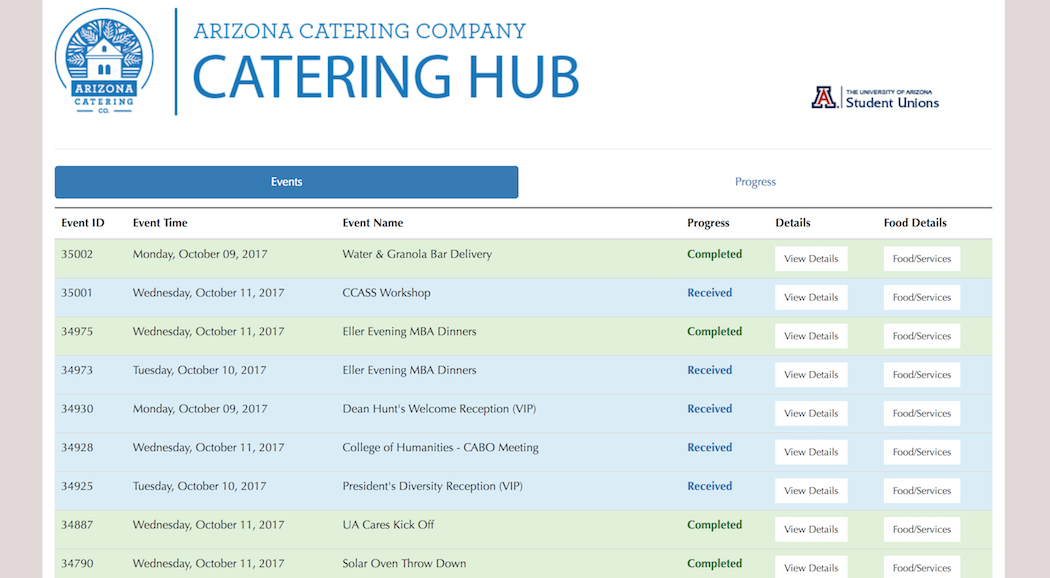 ARIZONA
CATERING
CO.
ARIZONA CATERING COMPANY
CATERING HUB
A
THE UNIVERSITY OF ARIZONA
Student Unions
Events Progress
Event ID Event Time Event Name Progress Details Food Details
35002 Monday, October 09, 2017 Water & Granola Bar Delivery Completed View Details Food/Services
35001 Wednesday, October 11, 2017 CCASS Workshop Received View Details Food/Services
34975 Wednesday, October 11, 2017 Eller Evening MBA Dinners Completed View Details Food/Services
34973 Tuesday, October 10, 2017 Eller Evening MBA Dinners Received View Details Food/Services
34930 Monday, October 09, 2017 Dean Hunt's Welcome Reception (VIP) Received View Details Food/Services
34928 Wednesday, October 11, 2017 College of Humanities - CABO Meeting Received View Details Food/Services
34925 Tuesday, October 10, 2017 President's Diversity Reception (VIP) Received View Details Food/Services
34887 Wednesday, October 11, 2017 UA Cares Kick Off Completed View Details Food/Services
34790 Wednesday, October 11, 2017 Solar Oven Throw Down Completed View Details Food/Services